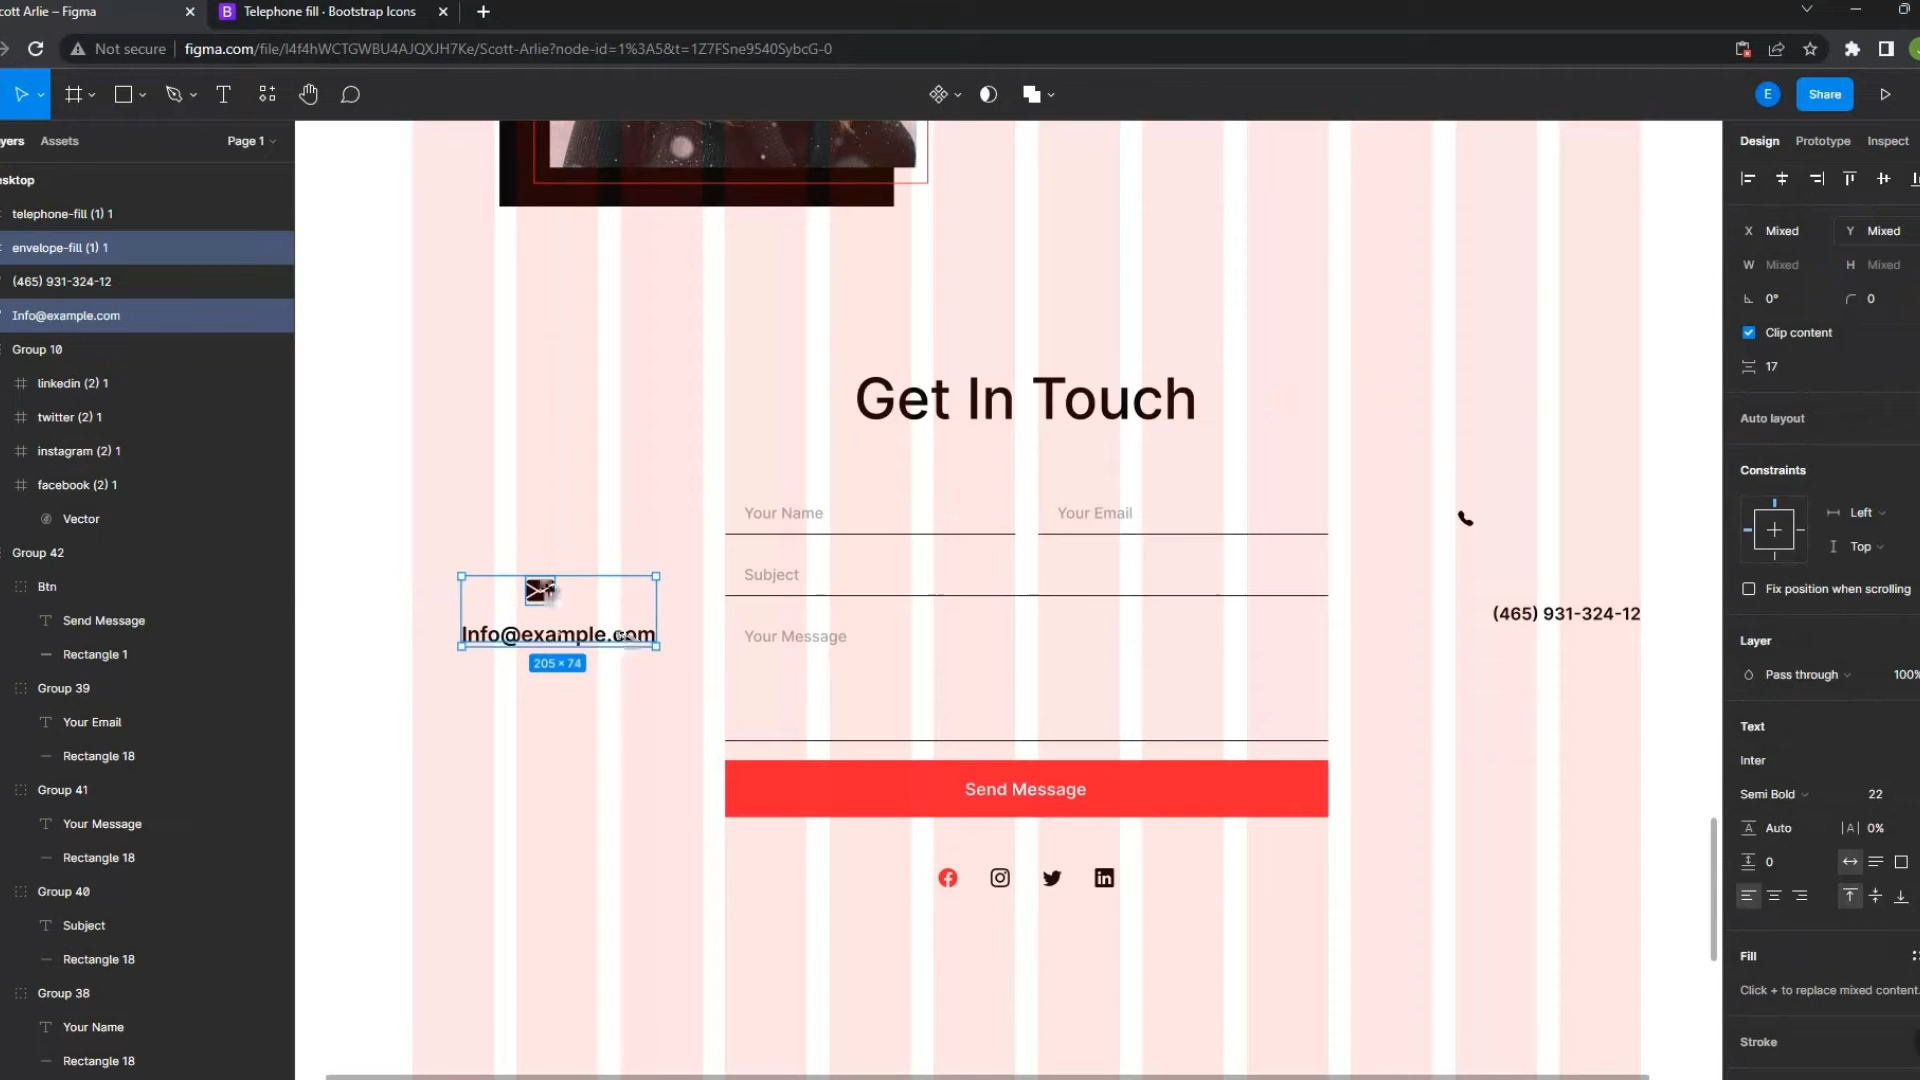 cott Arlie – Figma
Telephone fill · Bootstrap Icons
Not secure
figma.com/file/I4f4hWCTGWBU4AJQXJH7Ke/Scott-Arlie?node-id=1%3A5&t=1Z7FSne9540SybcG-0
E
Share
yers
Assets
Page 1
Design
Prototype
Inspect
esktop
telephone-fill (1) 1
envelope-fill (1) 1
(465) 931-324-12
Info@example.com
Group 10
linkedin (2) 1
twitter (2) 1
instagram (2) 1
facebook (2) 1
Vector
Group 42
Btn
Send Message
Rectangle 1
Group 39
Your Email
Rectangle 18
Group 41
Your Message
Rectangle 18
Group 40
Subject
Rectangle 18
Group 38
Your Name
Rectangle 18
Get In Touch
Your Name
Your Email
Subject
Your Message
Info@example.com
205 × 74
(465) 931-324-12
Send Message
X Mixed
Y Mixed
W Mixed
H Mixed
0°
0
Clip content
17
Auto layout
Constraints
Left
Top
Fix position when scrolling
Layer
Pass through
100%
Text
Inter
Semi Bold
22
Auto
0%
0
Fill
Click + to replace mixed content.
Stroke